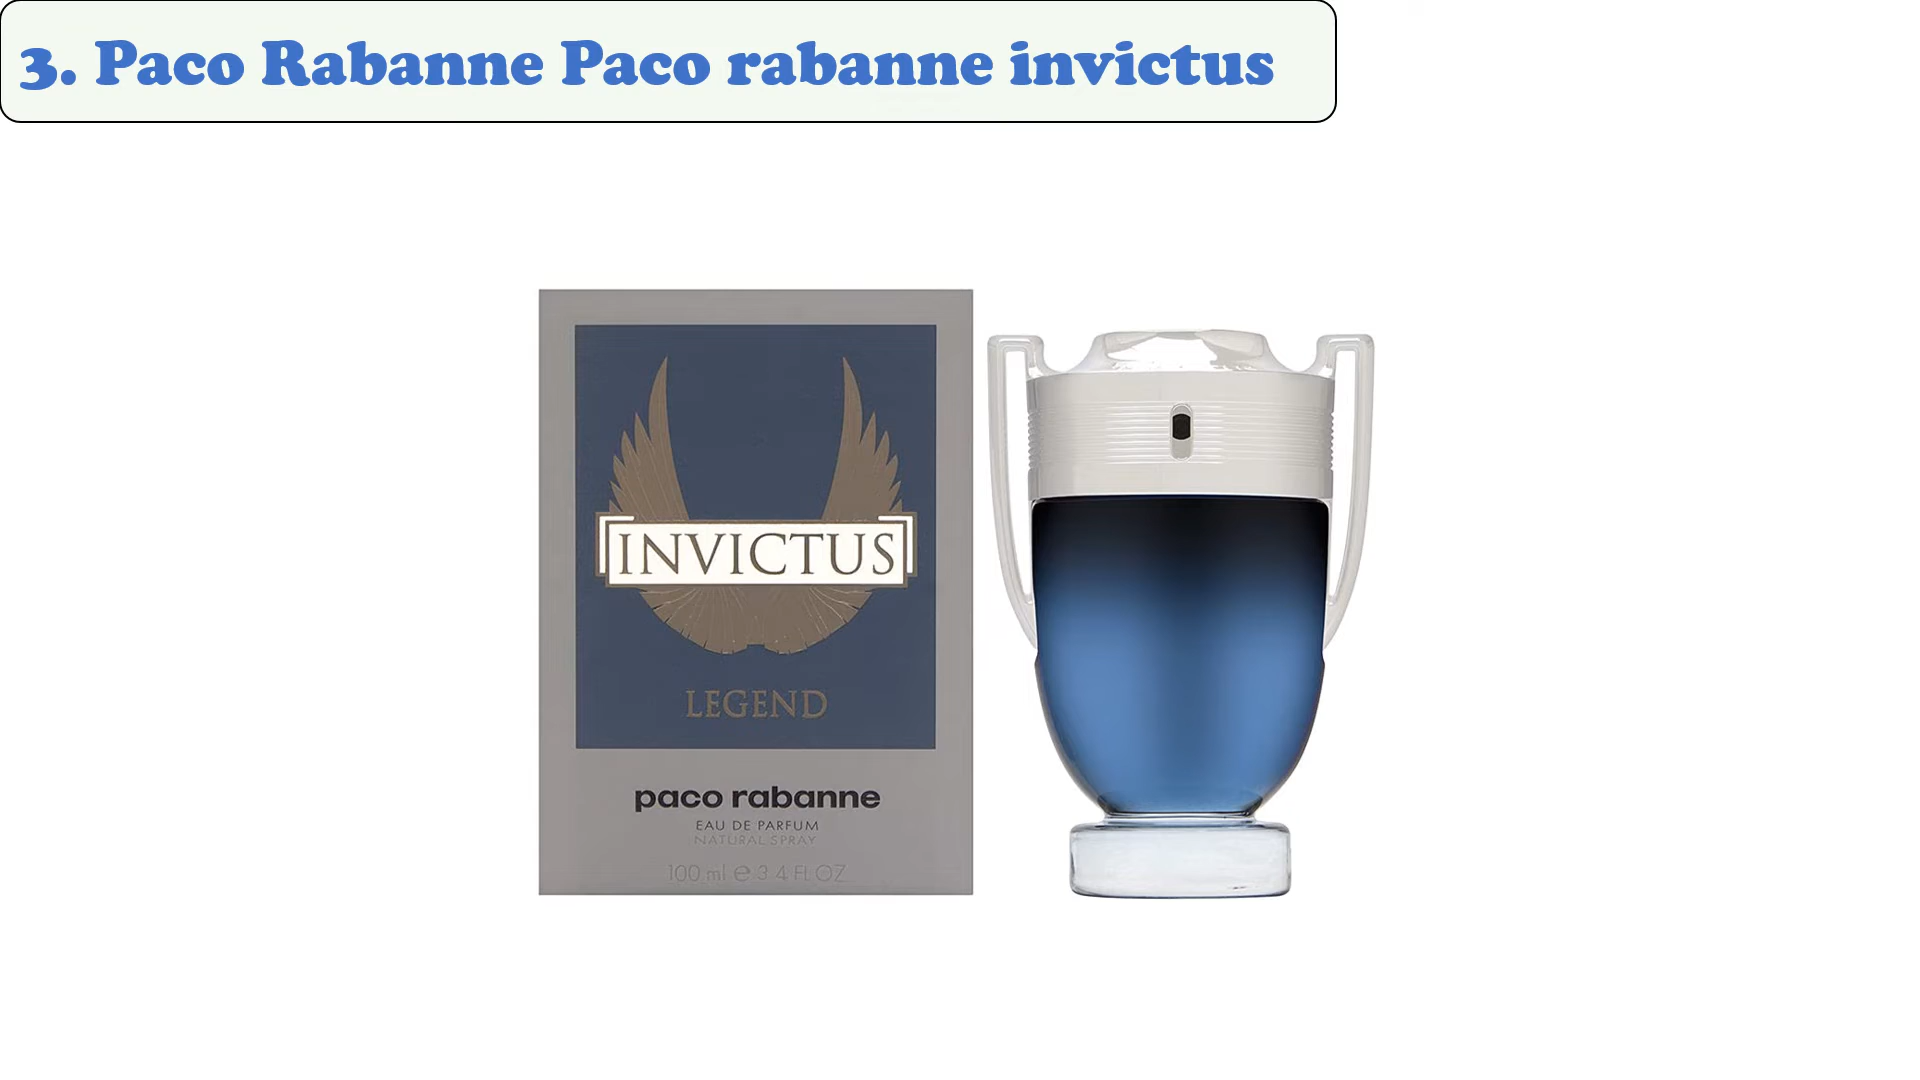 3. Paco Rabanne Paco rabanne invictus
INVICTUS
LEGEND
paco rabanne
EAU DE PARFUM
NATURAL SPRAY
100 ml e 3.4 FL OZ